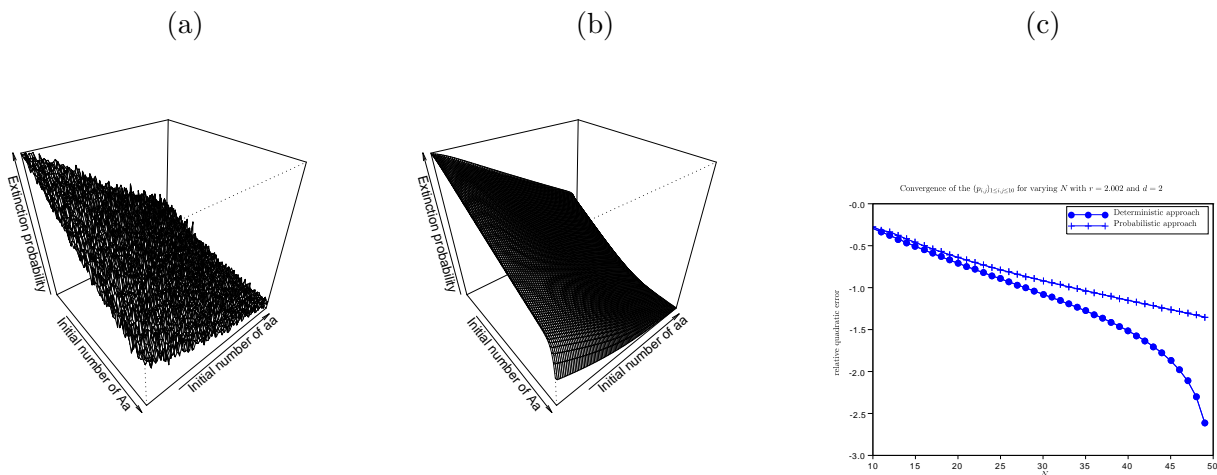 (a)
(b)
(c)
Extinction probability
Initial number of Aa
Initial number of aa
Extinction probability
Initial number of Aa
Initial number of aa
Convergence of the (p_{i,j})_{1≤i,j≤10} for varying N with r = 2.002 and d = 2
Deterministic approach
Probabilistic approach
relative quadratic error
-0.0
-0.5
-1.0
-1.5
-2.0
-2.5
-3.0
10 15 20 25 30 35 40 45 50
N